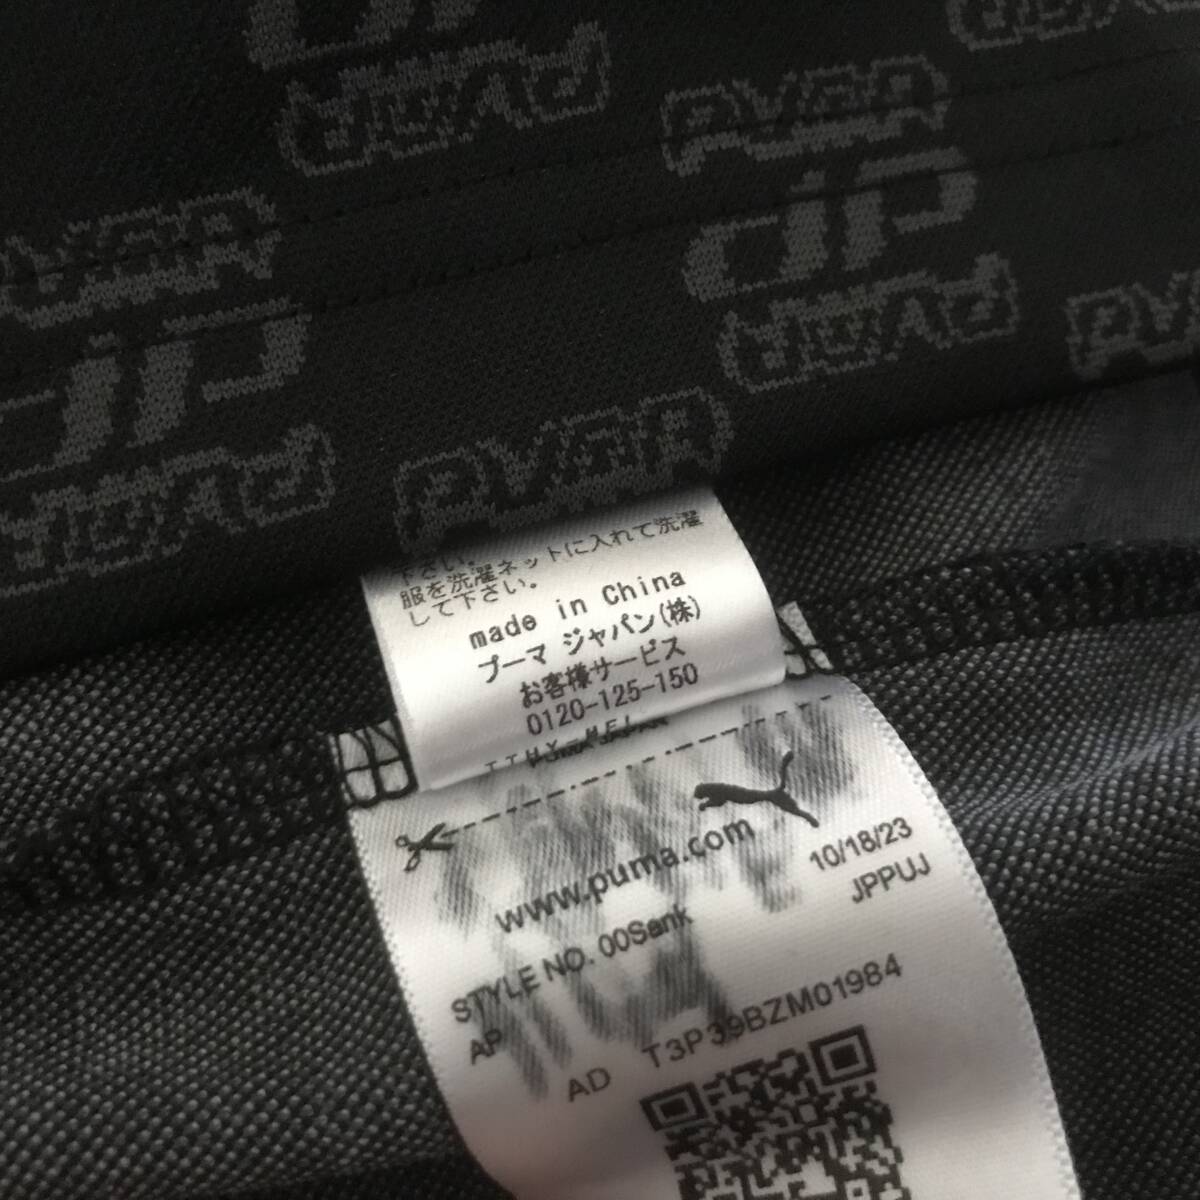 下さい。
服を洗濯ネットに入れて洗濯
して下さい。
made in China
プーマ ジャパン(株)
お客様サービス
0120-125-150
www.puma.com
10/18/23
JPPUJ
STYLE NO. 00Sank
AP
AD T3P39BZM01984